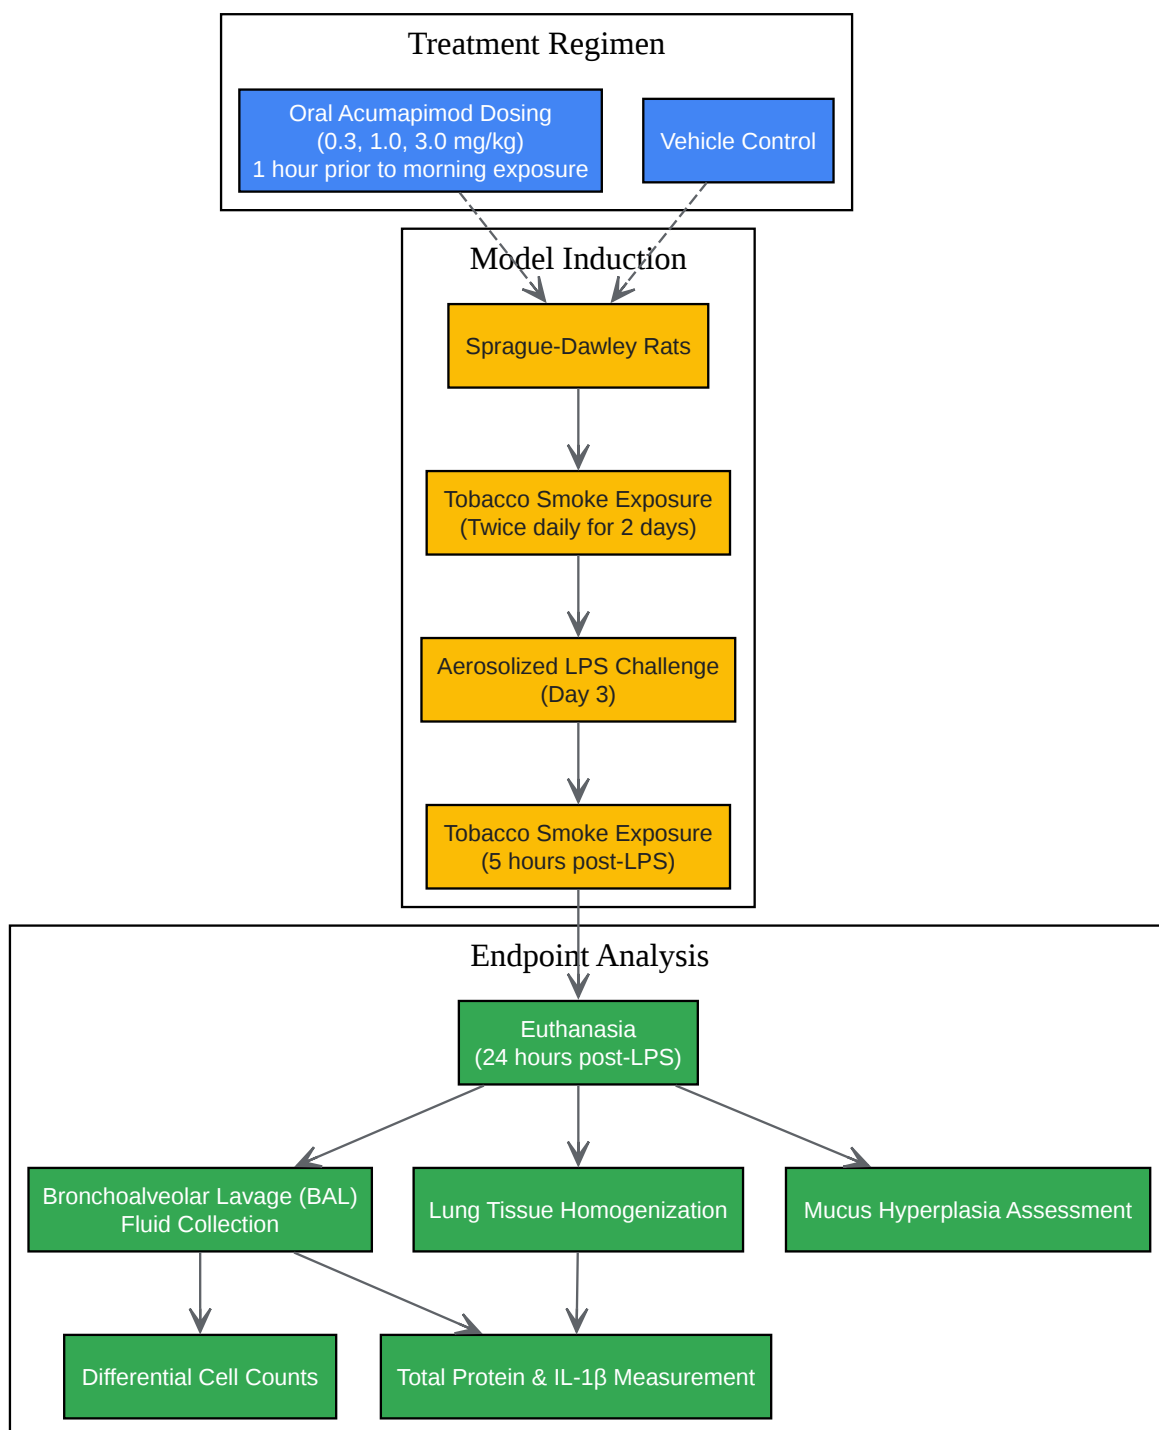 Treatment Regimen
Oral Acumapimod Dosing
(0.3, 1.0, 3.0 mg/kg)
1 hour prior to morning exposure
Vehicle Control
Model Induction
Sprague-Dawley Rats
Tobacco Smoke Exposure
(Twice daily for 2 days)
Aerosolized LPS Challenge
(Day 3)
Tobacco Smoke Exposure
(5 hours post-LPS)
Endpoint Analysis
Euthanasia
(24 hours post-LPS)
Bronchoalveolar Lavage (BAL)
Fluid Collection
Lung Tissue Homogenization
Mucus Hyperplasia Assessment
Differential Cell Counts
Total Protein & IL-1β Measurement